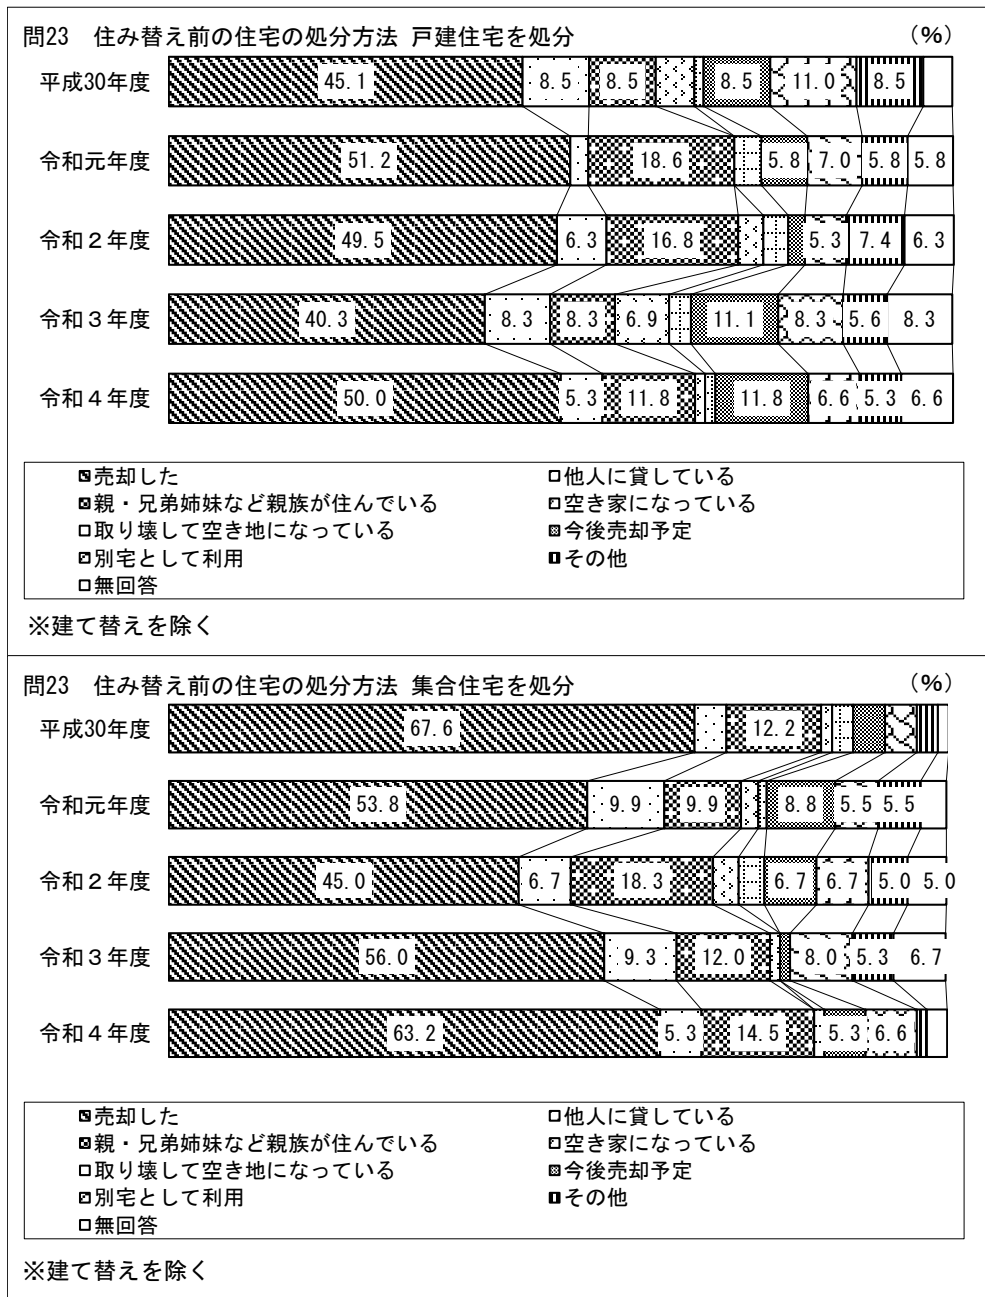 問23 住み替え前の住宅の処分方法 戸建住宅を処分 (%)
平成30年度 45.1 8.5 8.5 8.5 11.0 8.5
令和元年度 51.2 18.6 5.8 7.0 5.8 5.8
令和２年度 49.5 6.3 16.8 5.3 7.4 6.3
令和３年度 40.3 8.3 8.3 6.9 11.1 8.3 5.6 8.3
令和４年度 50.0 5.3 11.8 11.8 6.6 5.3 6.6
売却した 他人に貸している
親・兄弟姉妹など親族が住んでいる 空き家になっている
取り壊して空き地になっている 今後売却予定
別宅として利用 その他
無回答
※建て替えを除く
問23 住み替え前の住宅の処分方法 集合住宅を処分 (%)
平成30年度 67.6 12.2
令和元年度 53.8 9.9 9.9 8.8 5.5 5.5
令和２年度 45.0 6.7 18.3 6.7 6.7 5.0 5.0
令和３年度 56.0 9.3 12.0 8.0 5.3 6.7
令和４年度 63.2 5.3 14.5 5.3 6.6
売却した 他人に貸している
親・兄弟姉妹など親族が住んでいる 空き家になっている
取り壊して空き地になっている 今後売却予定
別宅として利用 その他
無回答
※建て替えを除く